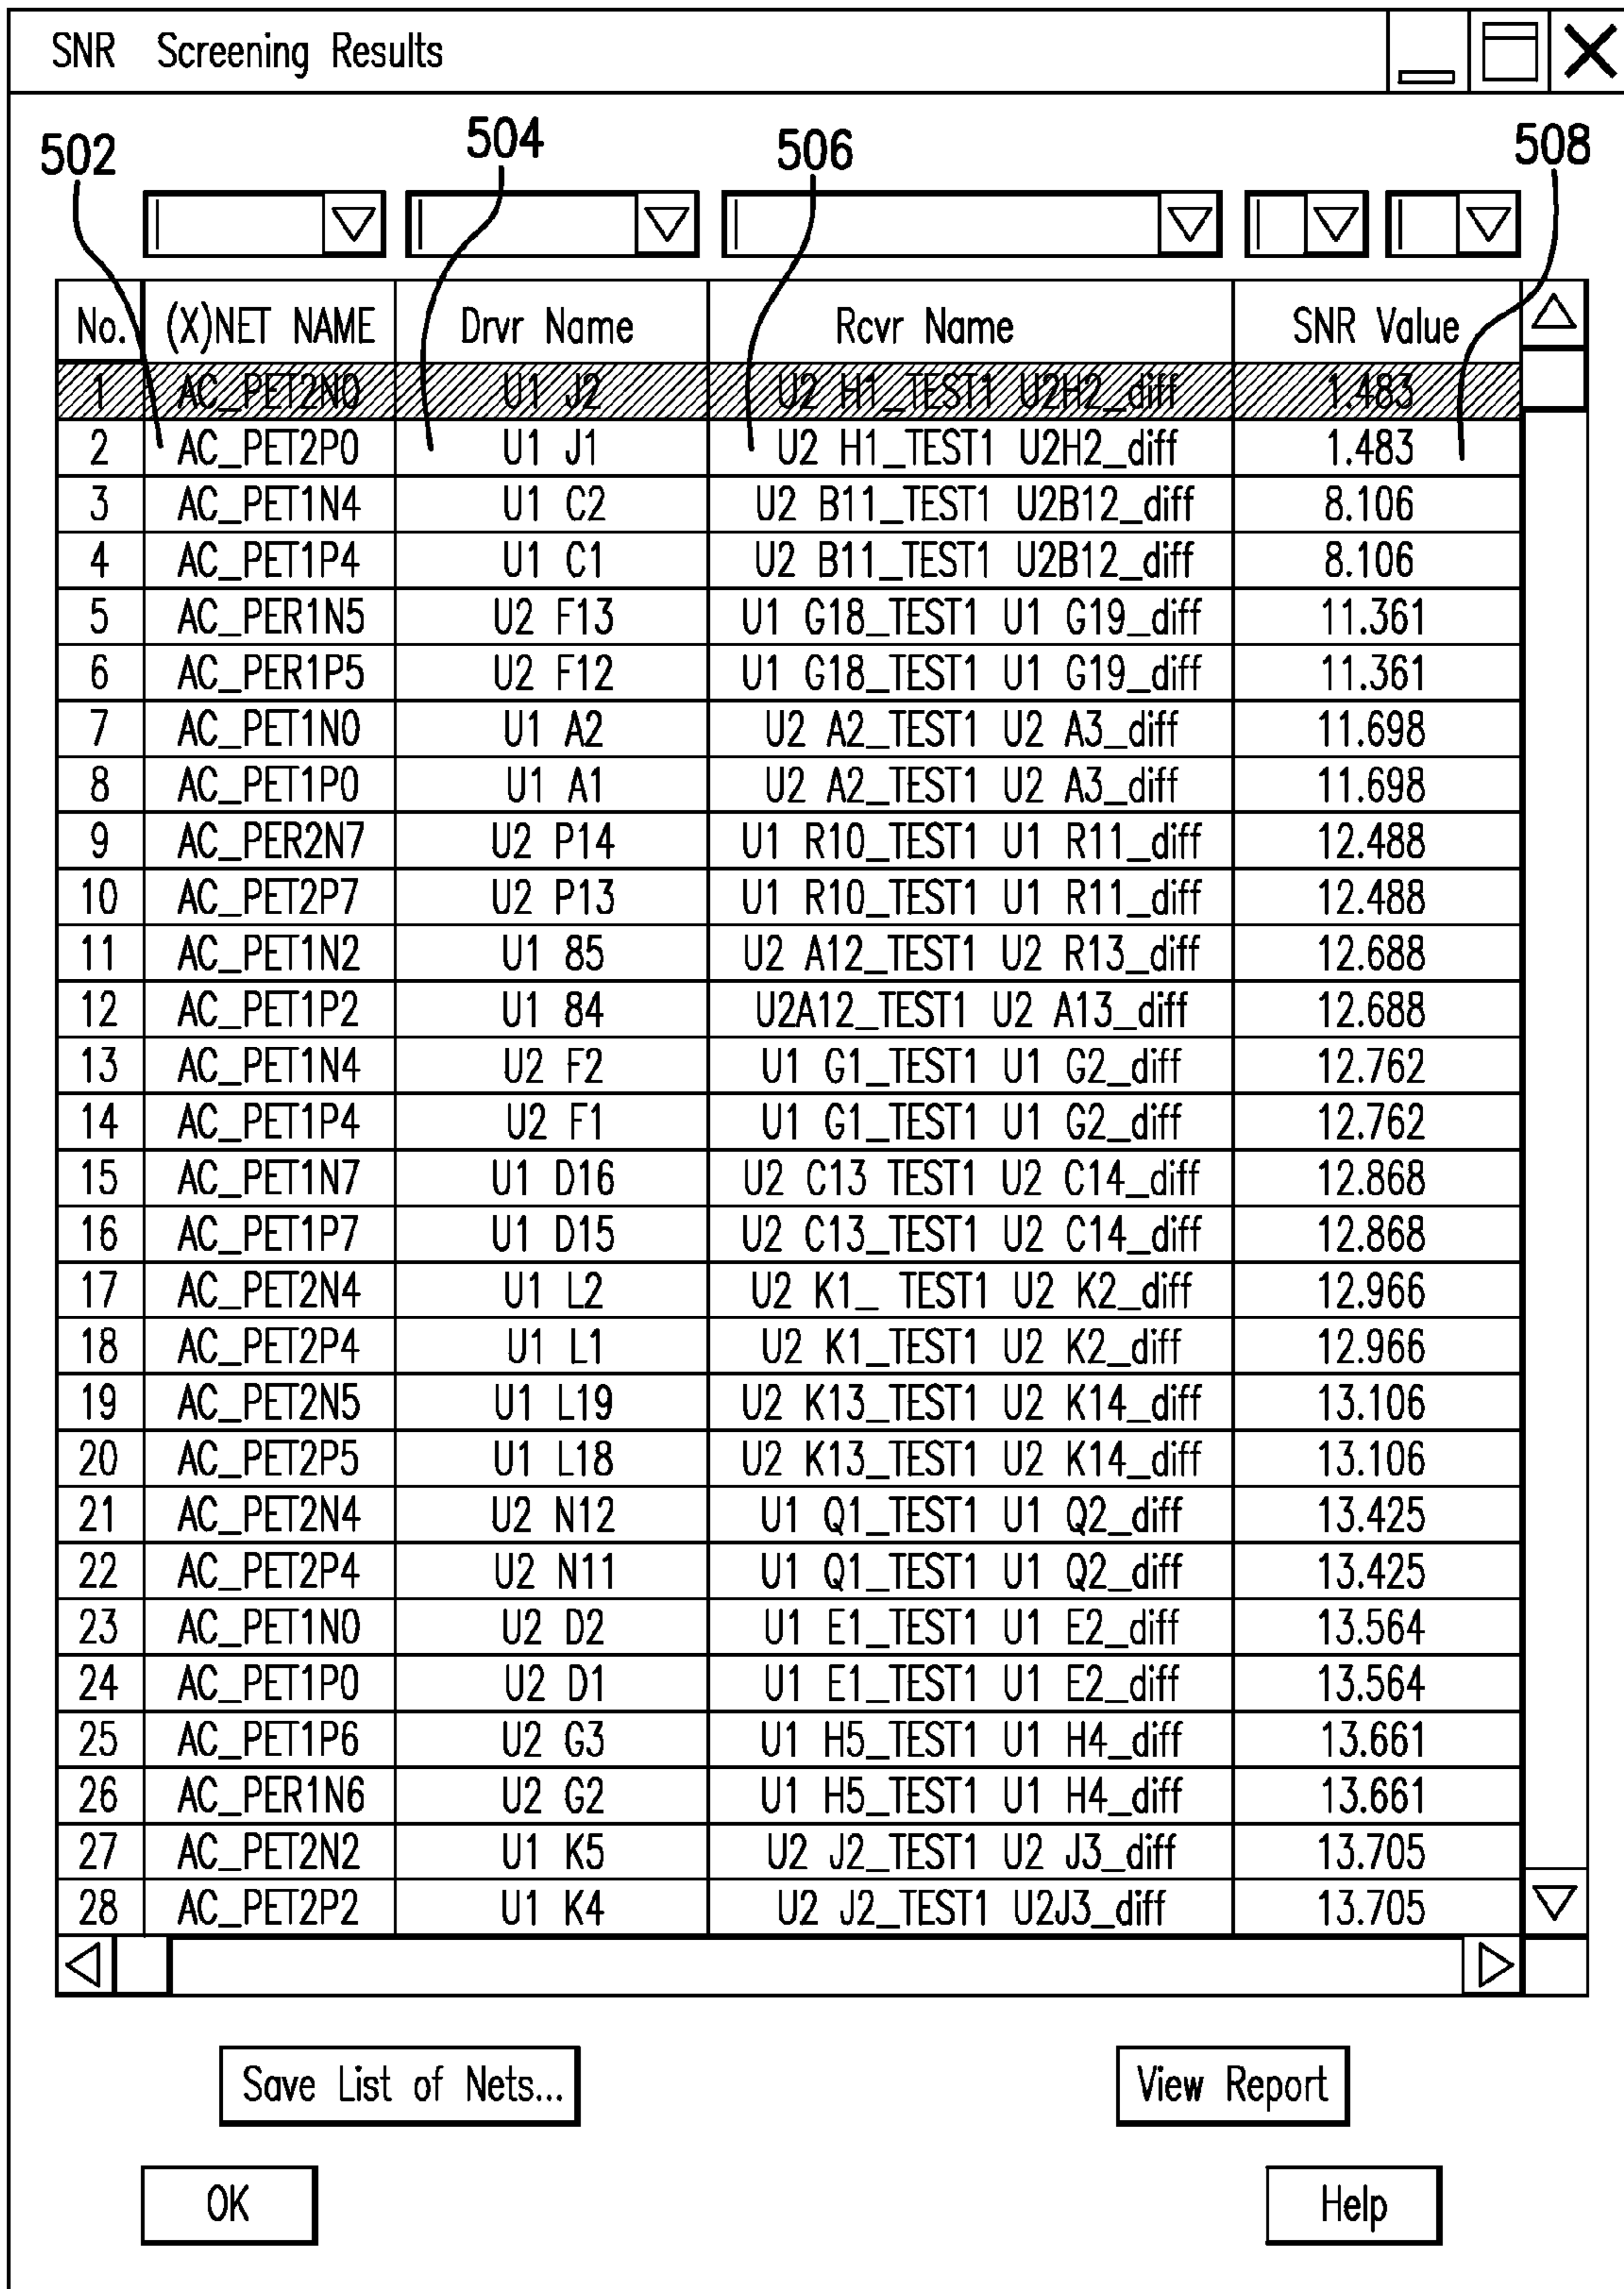 SNR Screening Results
502 504 506 508
No. (X)NET NAME Drvr Name Rcvr Name SNR Value
1 AC_PET2N0 U1 J2 U2 H1_TEST1 U2H2_diff 1.483
2 AC_PET2P0 U1 J1 U2 H1_TEST1 U2H2_diff 1.483
3 AC_PET1N4 U1 C2 U2 B11_TEST1 U2B12_diff 8.106
4 AC_PET1P4 U1 C1 U2 B11_TEST1 U2B12_diff 8.106
5 AC_PER1N5 U2 F13 U1 G18_TEST1 U1 G19_diff 11.361
6 AC_PER1P5 U2 F12 U1 G18_TEST1 U1 G19_diff 11.361
7 AC_PET1N0 U1 A2 U2 A2_TEST1 U2 A3_diff 11.698
8 AC_PET1P0 U1 A1 U2 A2_TEST1 U2 A3_diff 11.698
9 AC_PER2N7 U2 P14 U1 R10_TEST1 U1 R11_diff 12.488
10 AC_PET2P7 U2 P13 U1 R10_TEST1 U1 R11_diff 12.488
11 AC_PET1N2 U1 85 U2 A12_TEST1 U2 R13_diff 12.688
12 AC_PET1P2 U1 84 U2A12_TEST1 U2 A13_diff 12.688
13 AC_PET1N4 U2 F2 U1 G1_TEST1 U1 G2_diff 12.762
14 AC_PET1P4 U2 F1 U1 G1_TEST1 U1 G2_diff 12.762
15 AC_PET1N7 U1 D16 U2 C13 TEST1 U2 C14_diff 12.868
16 AC_PET1P7 U1 D15 U2 C13_TEST1 U2 C14_diff 12.868
17 AC_PET2N4 U1 L2 U2 K1_ TEST1 U2 K2_diff 12.966
18 AC_PET2P4 U1 L1 U2 K1_TEST1 U2 K2_diff 12.966
19 AC_PET2N5 U1 L19 U2 K13_TEST1 U2 K14_diff 13.106
20 AC_PET2P5 U1 L18 U2 K13_TEST1 U2 K14_diff 13.106
21 AC_PET2N4 U2 N12 U1 Q1_TEST1 U1 Q2_diff 13.425
22 AC_PET2P4 U2 N11 U1 Q1_TEST1 U1 Q2_diff 13.425
23 AC_PET1N0 U2 D2 U1 E1_TEST1 U1 E2_diff 13.564
24 AC_PET1P0 U2 D1 U1 E1_TEST1 U1 E2_diff 13.564
25 AC_PET1P6 U2 G3 U1 H5_TEST1 U1 H4_diff 13.661
26 AC_PER1N6 U2 G2 U1 H5_TEST1 U1 H4_diff 13.661
27 AC_PET2N2 U1 K5 U2 J2_TEST1 U2 J3_diff 13.705
28 AC_PET2P2 U1 K4 U2 J2_TEST1 U2J3_diff 13.705
Save List of Nets... View Report
OK Help